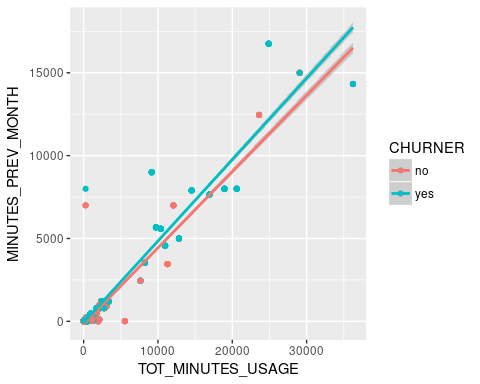 15000
10000
5000
0
MINUTES_PREV_MONTH
0 10000 20000 30000
TOT_MINUTES_USAGE
CHURNER
no
yes